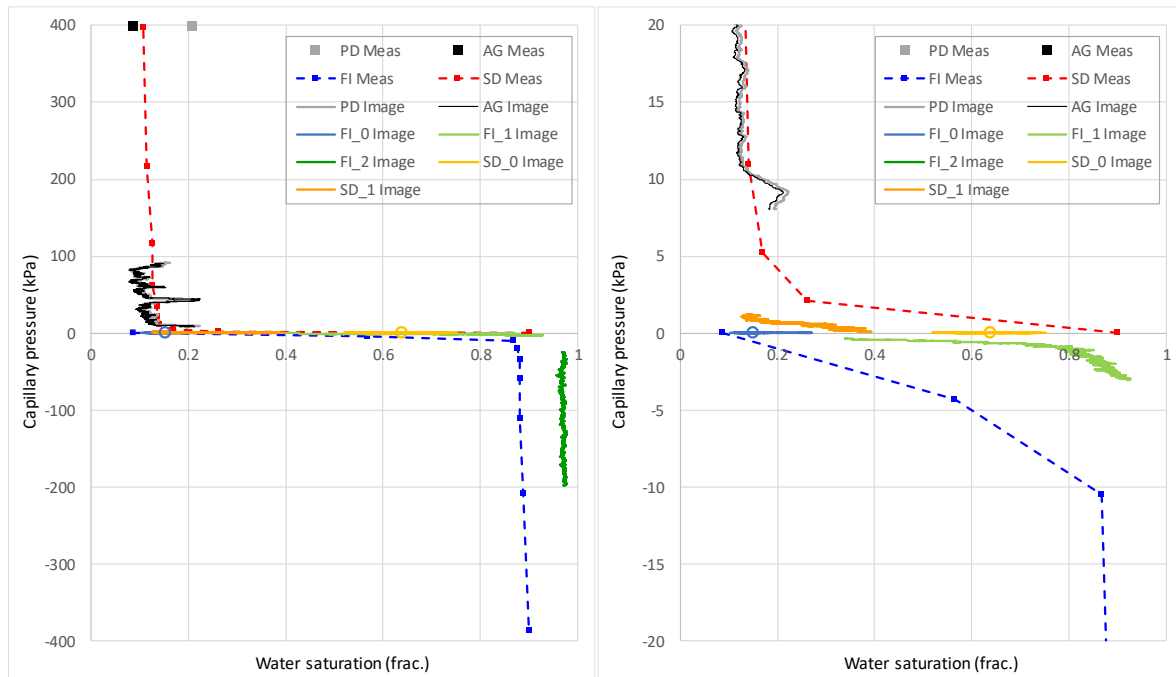 400
300
200
100
0
-100
-200
-300
-400
0
0.2
0.4
0.6
0.8
1
Capillary pressure (kPa)
Water saturation (frac.)
PD Meas
AG Meas
FI Meas
SD Meas
PD Image
AG Image
FI_0 Image
FI_1 Image
FI_2 Image
SD_0 Image
SD_1 Image
20
15
10
5
0
-5
-10
-15
-20
0
0.2
0.4
0.6
0.8
1
Capillary pressure (kPa)
Water saturation (frac.)
PD Meas
AG Meas
FI Meas
SD Meas
PD Image
AG Image
FI_0 Image
FI_1 Image
FI_2 Image
SD_0 Image
SD_1 Image